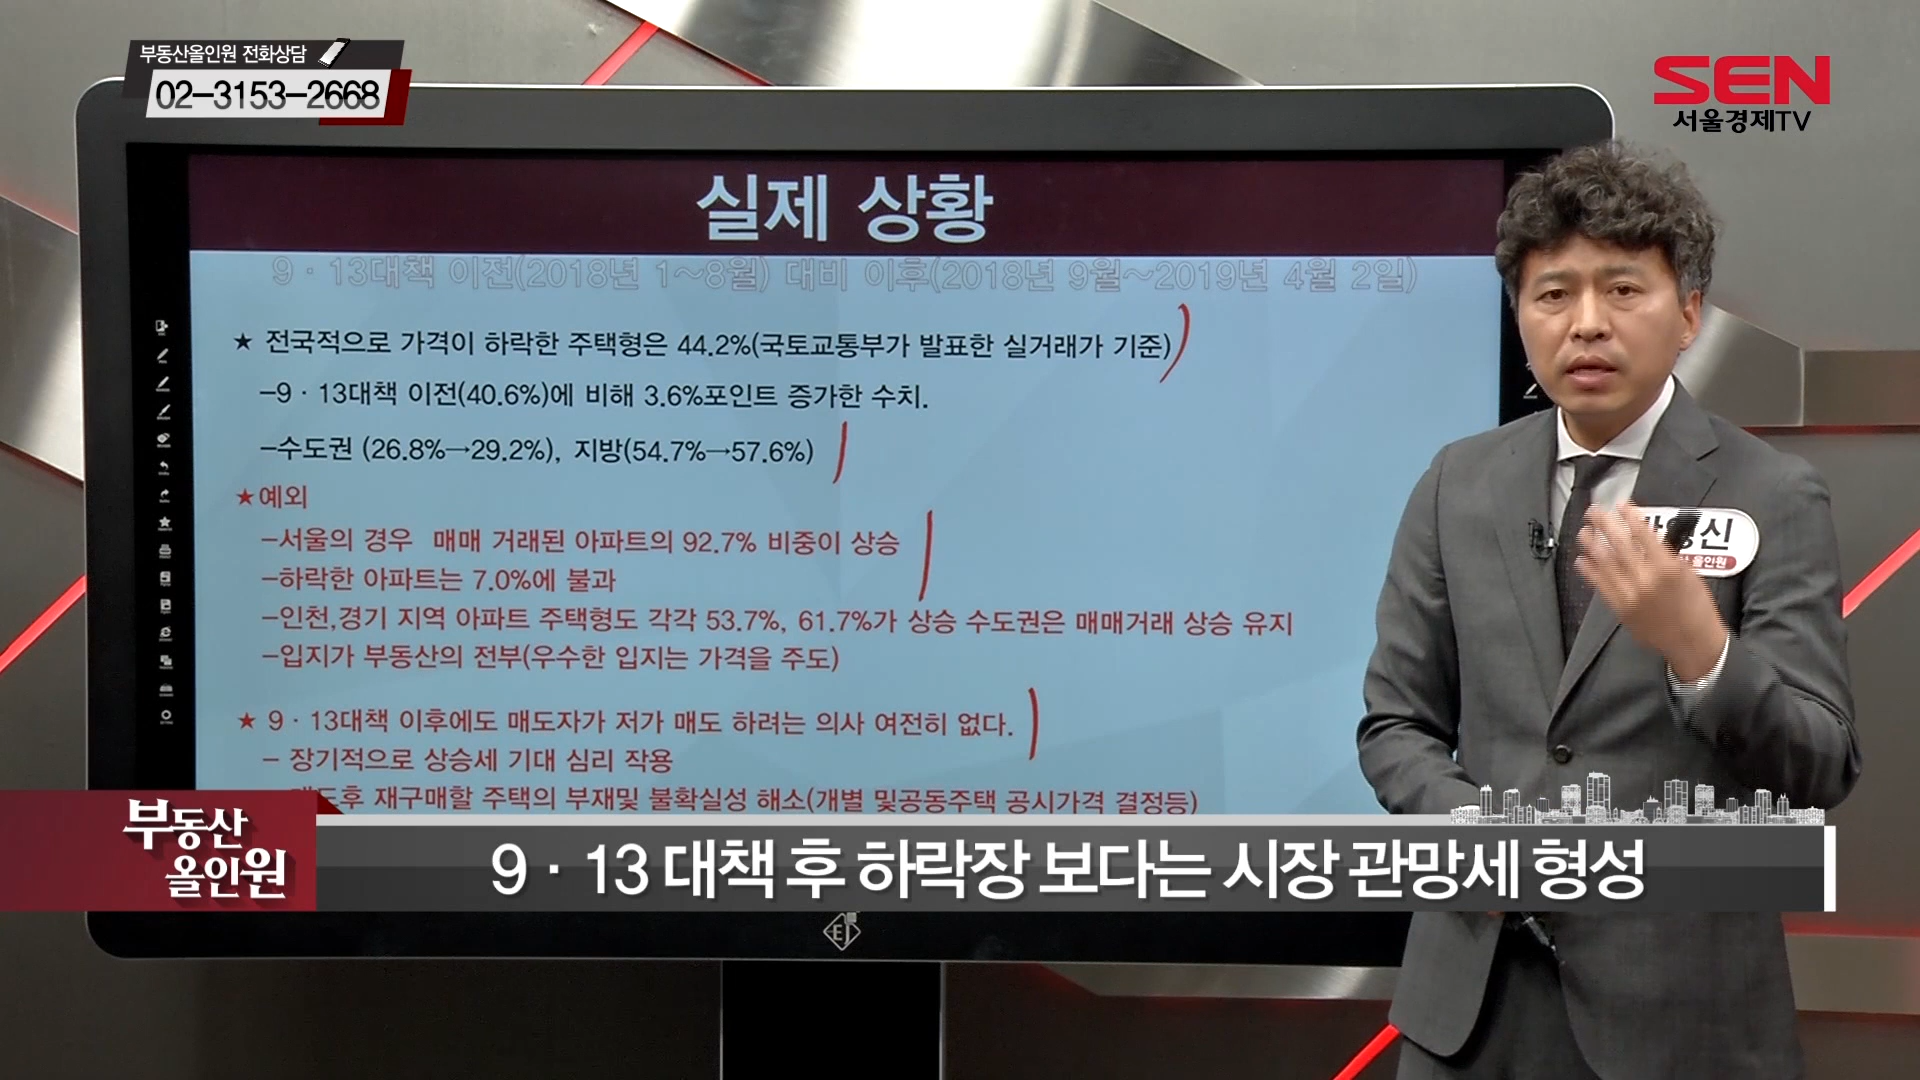 부동산올인원 전화상담
02-3153-2668
SEN
서울경제TV
실제 상황
9 · 13대책 이전(2018년 1~8월) 대비 이후(2018년 9월~2019년 4월 2일)
★ 전국적으로 가격이 하락한 주택형은 44.2%(국토교통부가 발표한 실거래가 기준)
-9 · 13대책 이전(40.6%)에 비해 3.6%포인트 증가한 수치.
-수도권 (26.8%→29.2%), 지방(54.7%→57.6%)
★예외
-서울의 경우 매매 거래된 아파트의 92.7% 비중이 상승
-하락한 아파트는 7.0%에 불과
-인천,경기 지역 아파트 주택형도 각각 53.7%, 61.7%가 상승 수도권은 매매거래 상승 유지
-입지가 부동산의 전부(우수한 입지는 가격을 주도)
★ 9 · 13대책 이후에도 매도자가 저가 매도 하려는 의사 여전히 없다.
- 장기적으로 상승세 기대 심리 작용
재구매할 주택의 부재및 불확실성 해소(개별 및공동주택 공시가격 결정등)
올인원
부동산
올인원
9 · 13 대책 후 하락장 보다는 시장 관망세 형성
EJ